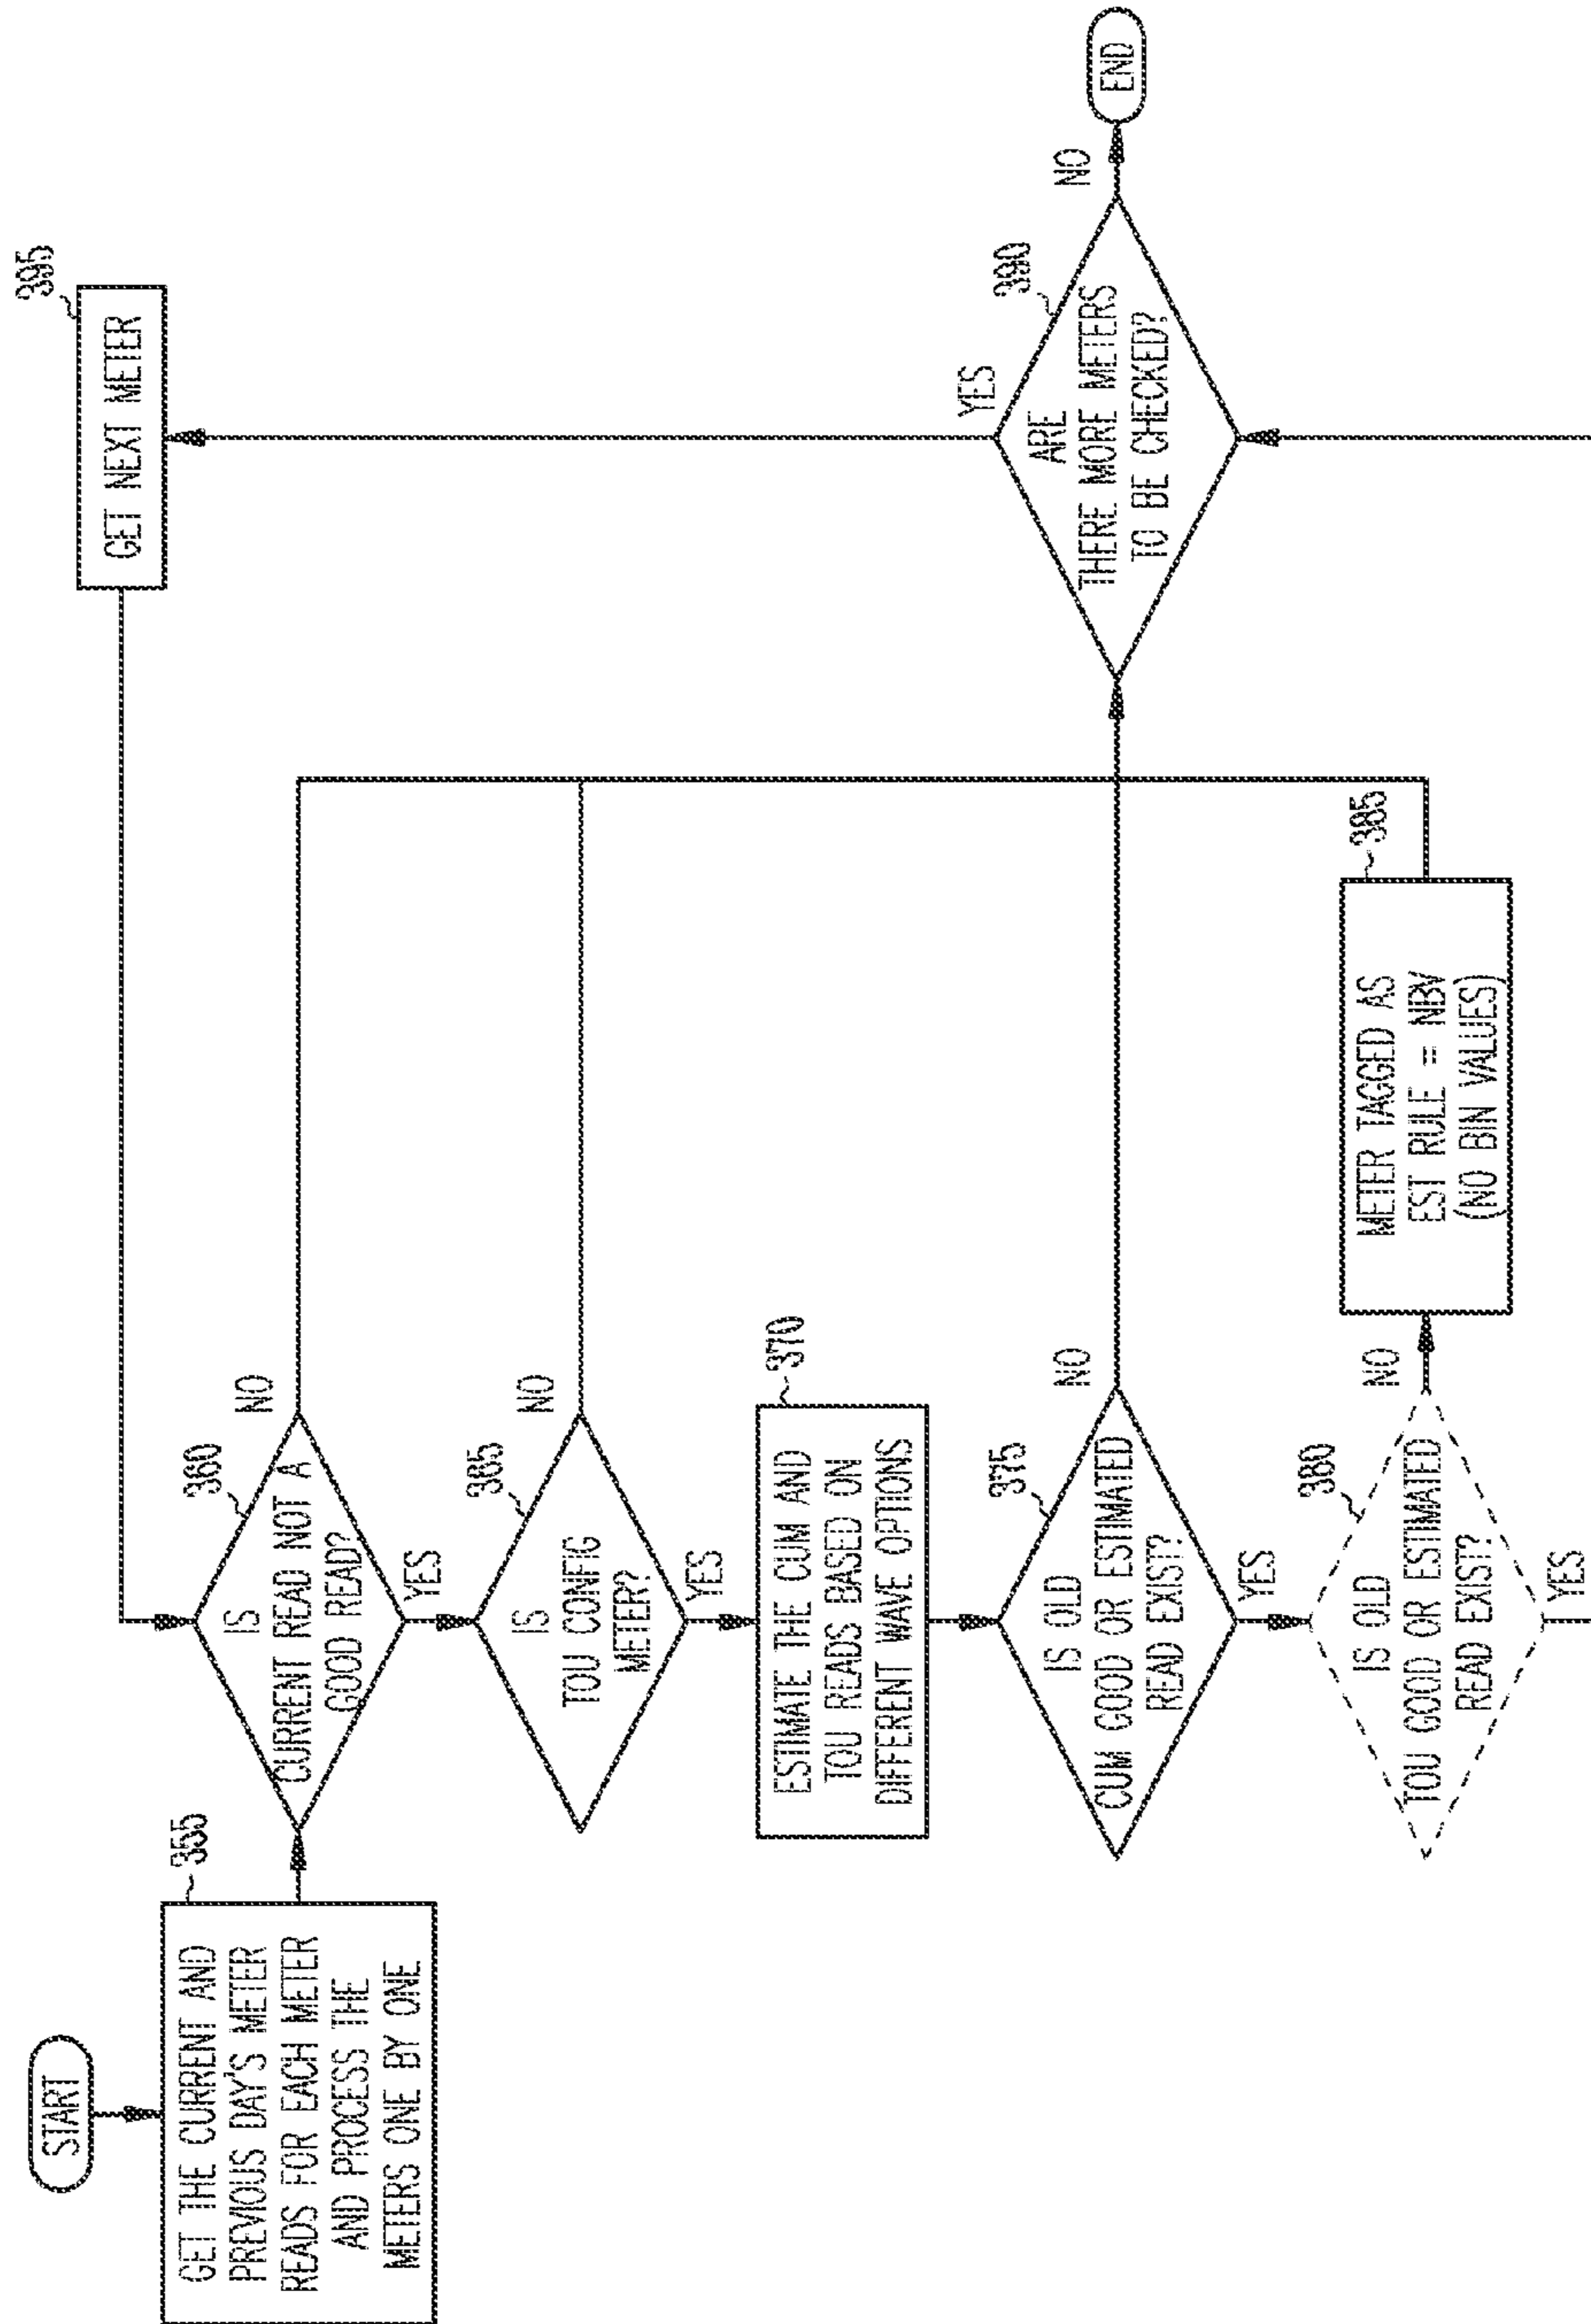 START
GET THE CURRENT AND
PREVIOUS DAY'S METER
READS FOR EACH METER
AND PROCESS THE
METERS ONE BY ONE
355
IS
CURRENT READ NOT A
GOOD READ?
360
NO
YES
IS
TOU CONFIG
METER?
365
NO
YES
ESTIMATE THE CUM AND
TOU READS BASED ON
DIFFERENT WAVE OPTIONS
370
IS OLD
CUM GOOD OR ESTIMATED
READ EXIST?
375
NO
YES
IS OLD
TOU GOOD OR ESTIMATED
READ EXIST?
380
NO
YES
METER TAGGED AS
EST RULE = NBV
(NO BIN VALUES)
385
ARE
THERE MORE METERS
TO BE CHECKED?
390
YES
NO
GET NEXT METER
395
END